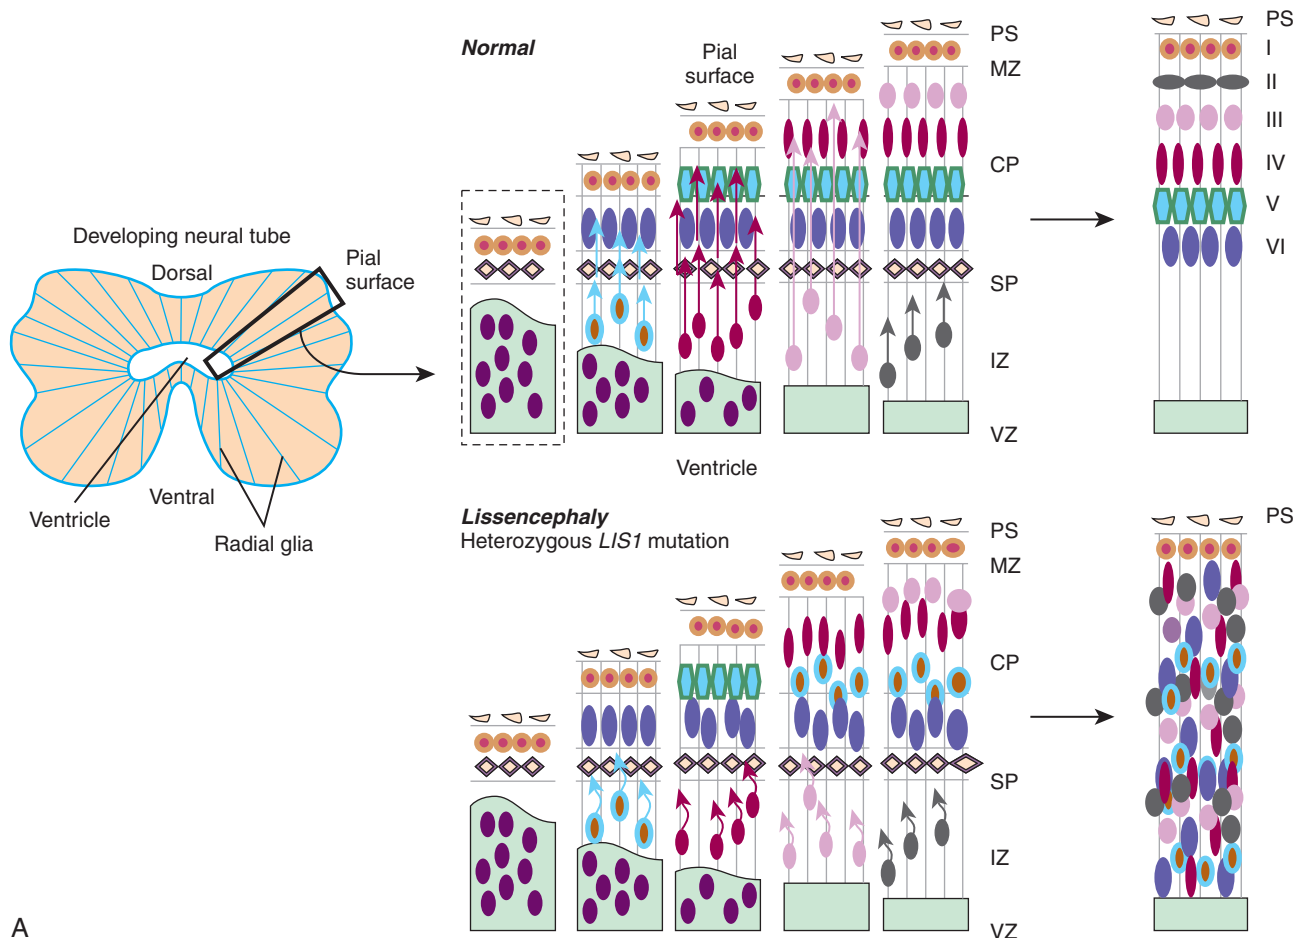 Normal
Pial
surface
PS
MZ
CP
SP
IZ
VZ
PS
I
II
III
IV
V
VI
Developing neural tube
Dorsal
Pial
surface
Ventral
Ventricle
Radial glia
Ventricle
Lissencephaly
Heterozygous LIS1 mutation
PS
MZ
CP
SP
IZ
VZ
PS
A